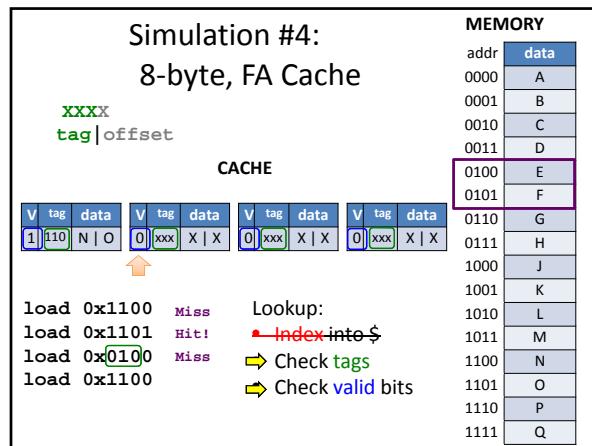 Simulation #4:
8-byte, FA Cache
xxxx
tag|offset
CACHE
V tag data V tag data V tag data V tag data
1 110 N | O 0 xxx X | X 0 xxx X | X 0 xxx X | X
load 0x1100 Miss
load 0x1101 Hit!
load 0x0100 Miss
load 0x1100
Lookup:
• Index into $
Check tags
Check valid bits
MEMORY
addr data
0000 A
0001 B
0010 C
0011 D
0100 E
0101 F
0110 G
0111 H
1000 J
1001 K
1010 L
1011 M
1100 N
1101 O
1110 P
1111 Q